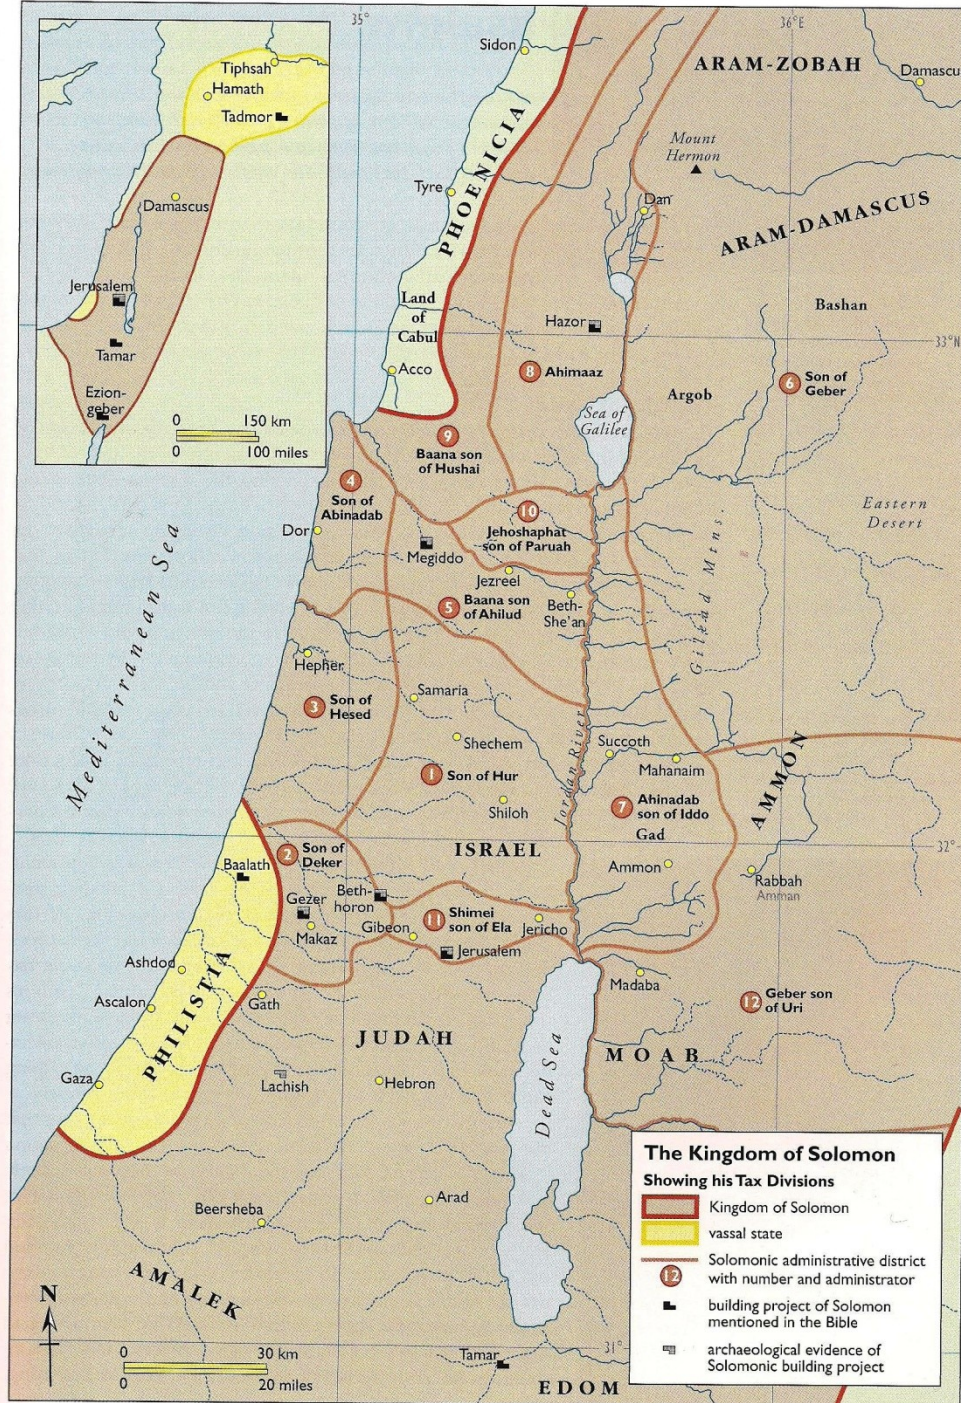 35°
36°E
Sidon
ARAM-ZOBAH
Damascu
Tiphsah
Hamath
Tadmor
PHOENICIA
Mount
Hermon
Tyre
Dan
ARAM-DAMASCUS
Damascus
Jerusalem
Tamar
Ezion-
geber
0 150 km
0 100 miles
Land
of
Cabul
Hazor
Bashan
33°N
Acco
8 Ahimaaz
6 Son of
Geber
Argob
Sea of
Galilee
9
Baana son
of Hushai
4
Son of
Abinadab
10
Jehoshaphat
son of Paruah
Eastern
Desert
Dor
Megiddo
Jezreel
Beth-
She'an
5 Baana son
of Ahilud
Gilead Mtns.
Mediterranean Sea
Hepher
Samaria
3 Son of
Hesed
Shechem
Jordan River
Succoth
Mahanaim
AMMON
1 Son of Hur
Shiloh
7 Ahinadab
son of Iddo
Gad
32°
2 Son of
Deker
ISRAEL
Baalath
Ammon
Rabbah
Amman
Gezer
Beth-
horon
Makaz
Gibeon
11 Shimei
son of Ela
Jericho
Jerusalem
Ashdod
PHILISTIA
Ascalon
Gath
Madaba
12 Geber son
of Uri
JUDAH
MOAB
Gaza
Lachish
Hebron
Dead Sea
Beersheba
Arad
AMALEK
N
0 30 km
0 20 miles
Tamar
31°
EDOM
The Kingdom of Solomon
Showing his Tax Divisions
Kingdom of Solomon
vassal state
Solomonic administrative district
12 with number and administrator
building project of Solomon
mentioned in the Bible
archaeological evidence of
Solomonic building project